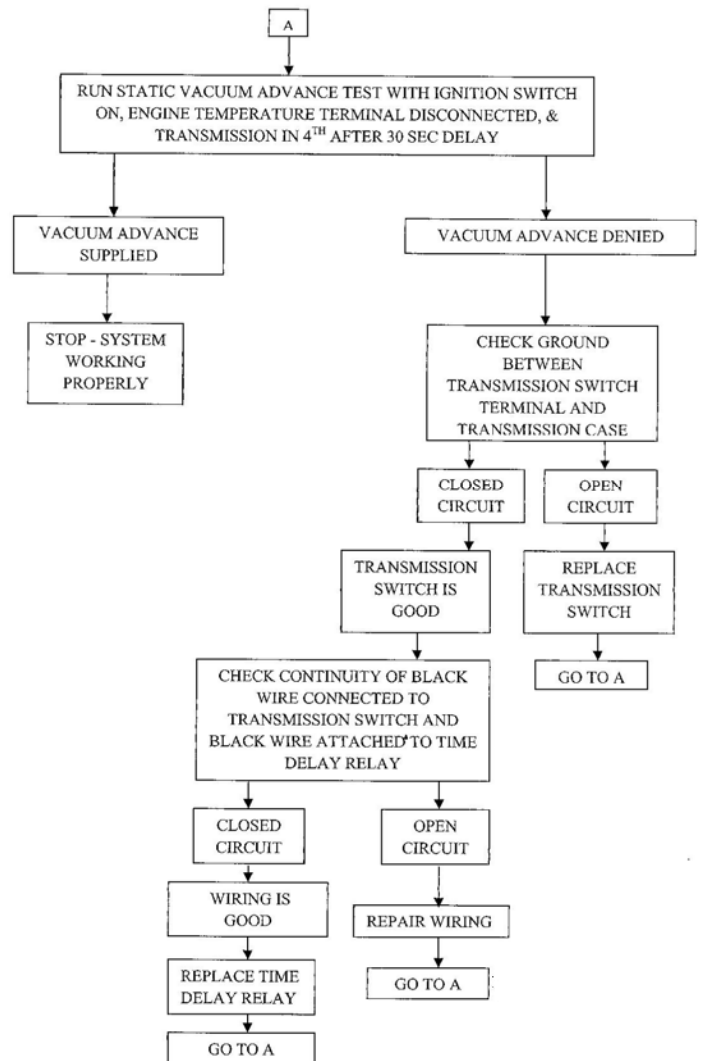 A
RUN STATIC VACUUM ADVANCE TEST WITH IGNITION SWITCH
ON, ENGINE TEMPERATURE TERMINAL DISCONNECTED, &
TRANSMISSION IN 4TH AFTER 30 SEC DELAY
VACUUM ADVANCE
SUPPLIED
VACUUM ADVANCE DENIED
STOP - SYSTEM
WORKING
PROPERLY
CHECK GROUND
BETWEEN
TRANSMISSION SWITCH
TERMINAL AND
TRANSMISSION CASE
CLOSED
CIRCUIT
OPEN
CIRCUIT
TRANSMISSION
SWITCH IS
GOOD
REPLACE
TRANSMISSION
SWITCH
GO TO A
CHECK CONTINUITY OF BLACK
WIRE CONNECTED TO
TRANSMISSION SWITCH AND
BLACK WIRE ATTACHED TO TIME
DELAY RELAY
CLOSED
CIRCUIT
OPEN
CIRCUIT
WIRING IS
GOOD
REPAIR WIRING
REPLACE TIME
DELAY RELAY
GO TO A
GO TO A